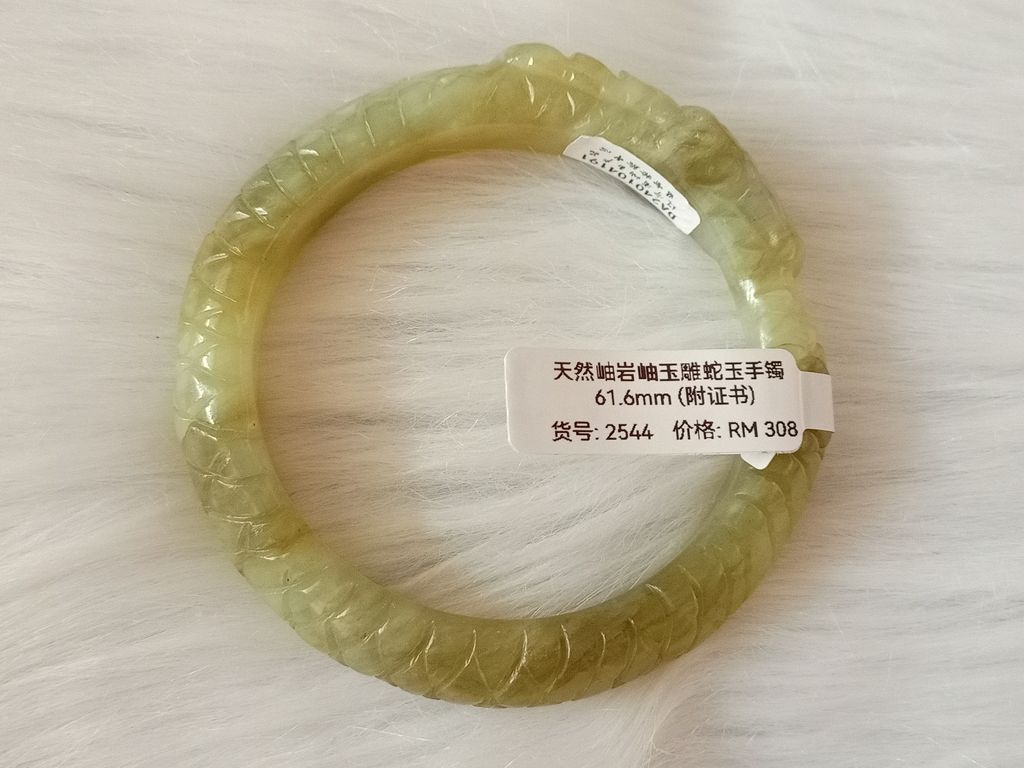 天然岫岩岫玉雕蛇玉手镯
61.6mm (附证书)
货号: 2544 价格: RM 308